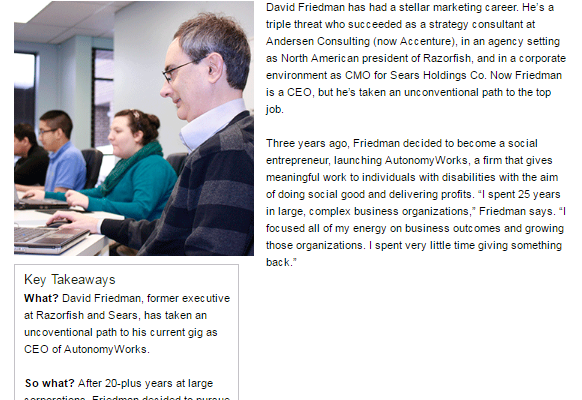 David Friedman has had a stellar marketing career. He's a
triple threat who succeeded as a strategy consultant at
Andersen Consulting (now Accenture), in an agency setting
as North American president of Razorfish, and in a corporate
environment as CMO for Sears Holdings Co. Now Friedman
is a CEO, but he's taken an unconventional path to the top
job.
Three years ago, Friedman decided to become a social
entrepreneur, launching AutonomyWorks, a firm that gives
meaningful work to individuals with disabilities with the aim
of doing social good and delivering profits. “I spent 25 years
in large, complex business organizations,” Friedman says. “I
focused all of my energy on business outcomes and growing
those organizations. I spent very little time giving something
back.”
Key Takeaways
What? David Friedman, former executive
at Razorfish and Sears, has taken an
uncoventional path to his current gig as
CEO of AutonomyWorks.
So what? After 20-plus years at large
corporations, Friedman decided to pursue